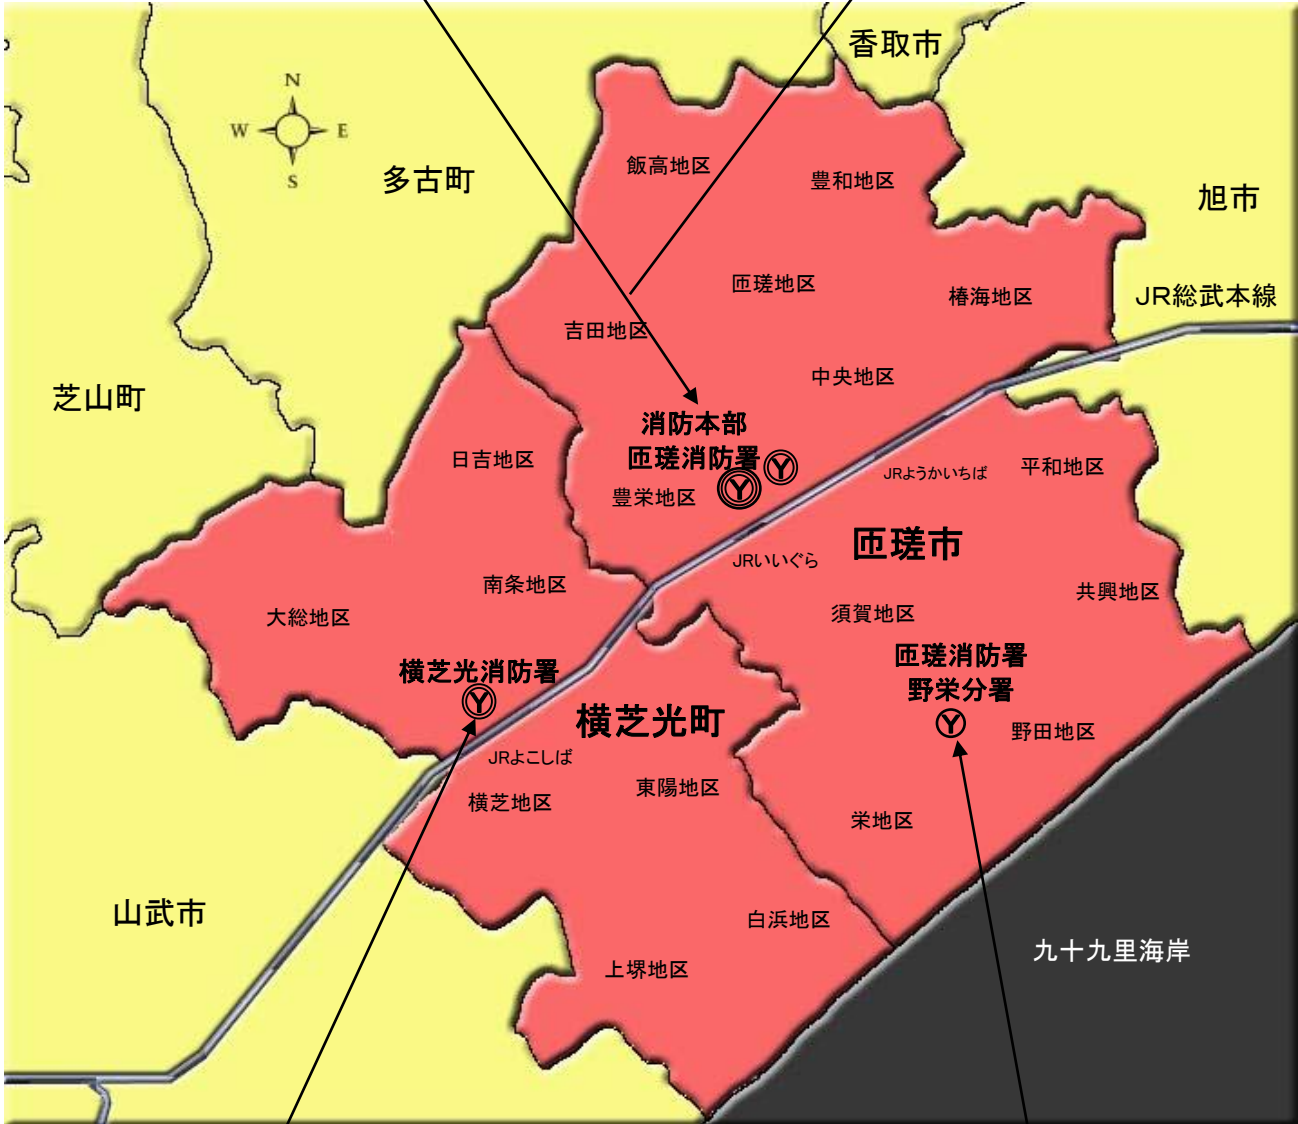 香取市
N
W
E
S
飯高地区
多古町
豊和地区
旭市
匝瑳地区
椿海地区
JR総武本線
吉田地区
中央地区
芝山町
消防本部
匝瑳消防署
Y
Y
日吉地区
平和地区
JRようかいちば
豊栄地区
匝瑳市
JRいいぐら
南条地区
共興地区
大総地区
須賀地区
匝瑳消防署
野栄分署
Y
横芝光消防署
Y
横芝光町
野田地区
JRよこしば
東陽地区
横芝地区
栄地区
山武市
白浜地区
九十九里海岸
上堺地区